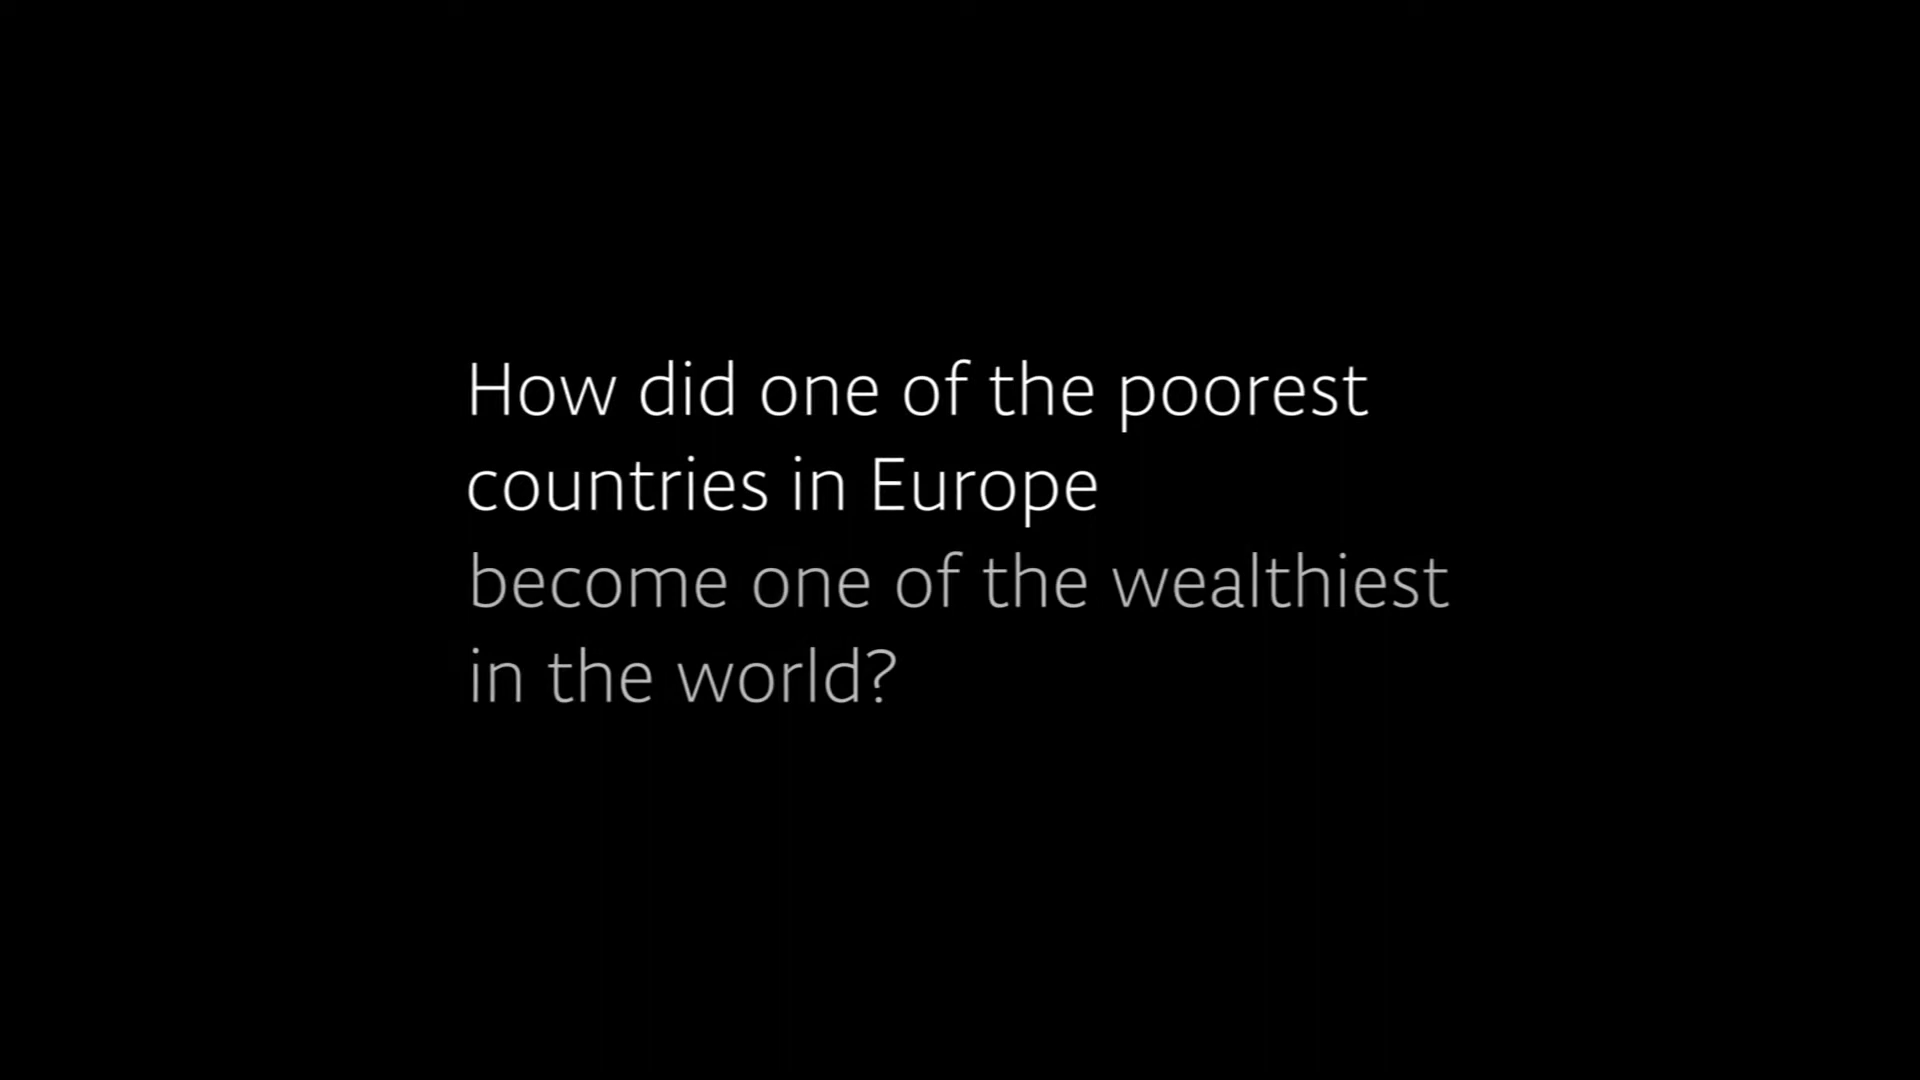 How did one of the poorest
countries in Europe
become one of the wealthiest
in the world?